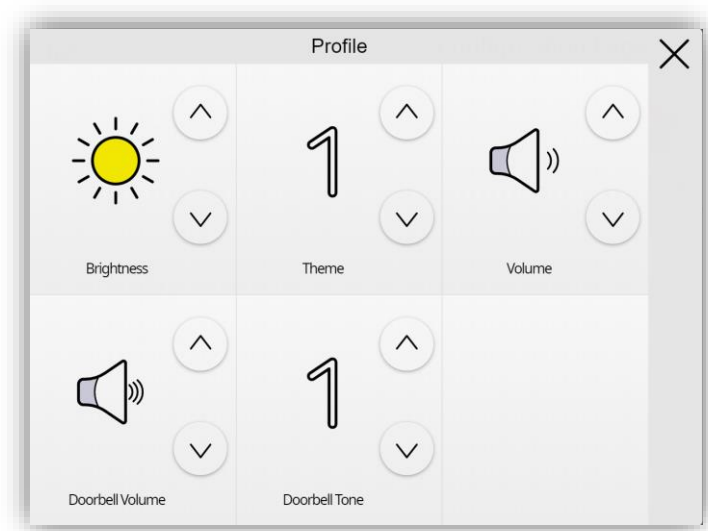 Profile
1
Brightness
Theme
Volume
1
Doorbell Volume
Doorbell Tone